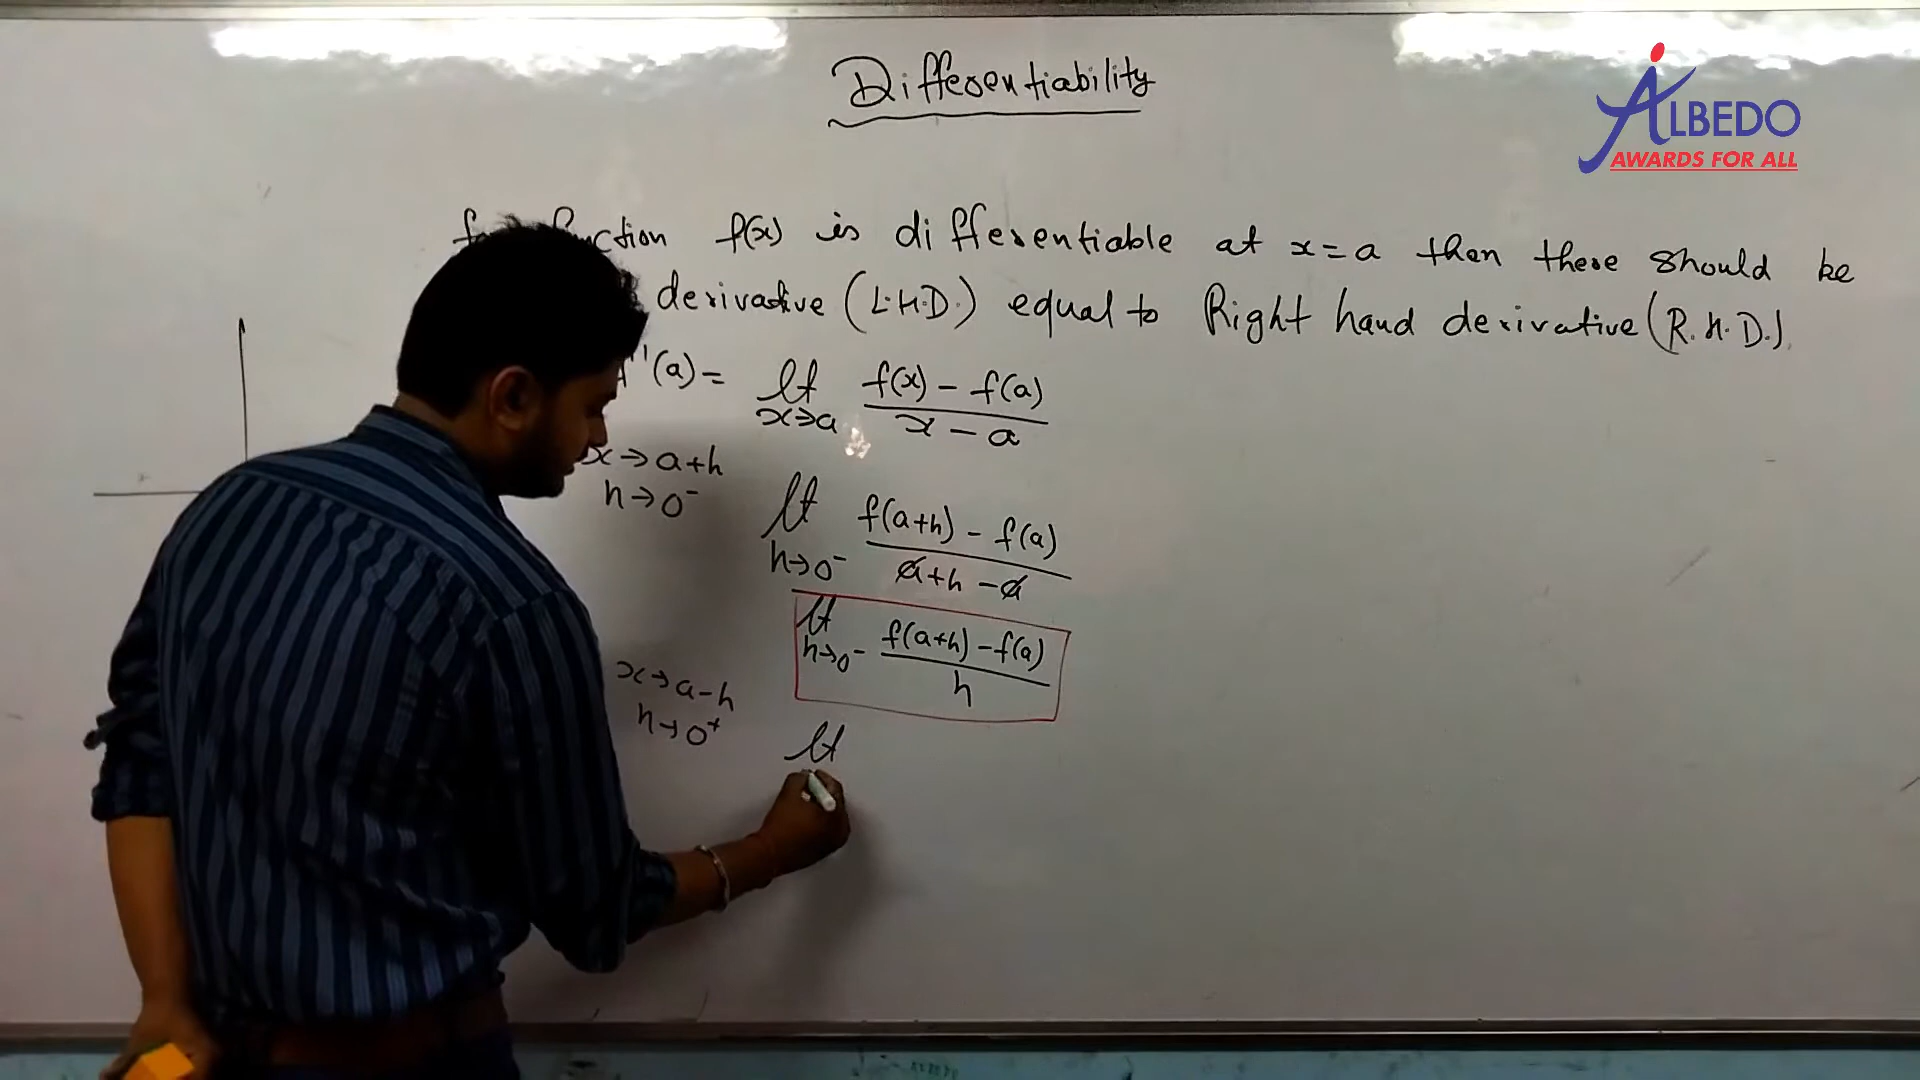 Differentiability
ALBEDO
AWARDS FOR ALL
function f(x) is differentiable at x=a then there should be
derivative (L.H.D.) equal to Right hand derivative (R.H.D.).
'(a) = lt x→a f(x) - f(a) / x - a
x→a+h
h→0⁻
lt h→0⁻ f(a+h) - f(a) / a+h - a
lt h→0⁻ f(a+h) - f(a) / h
x→a-h
h→0⁺
lt